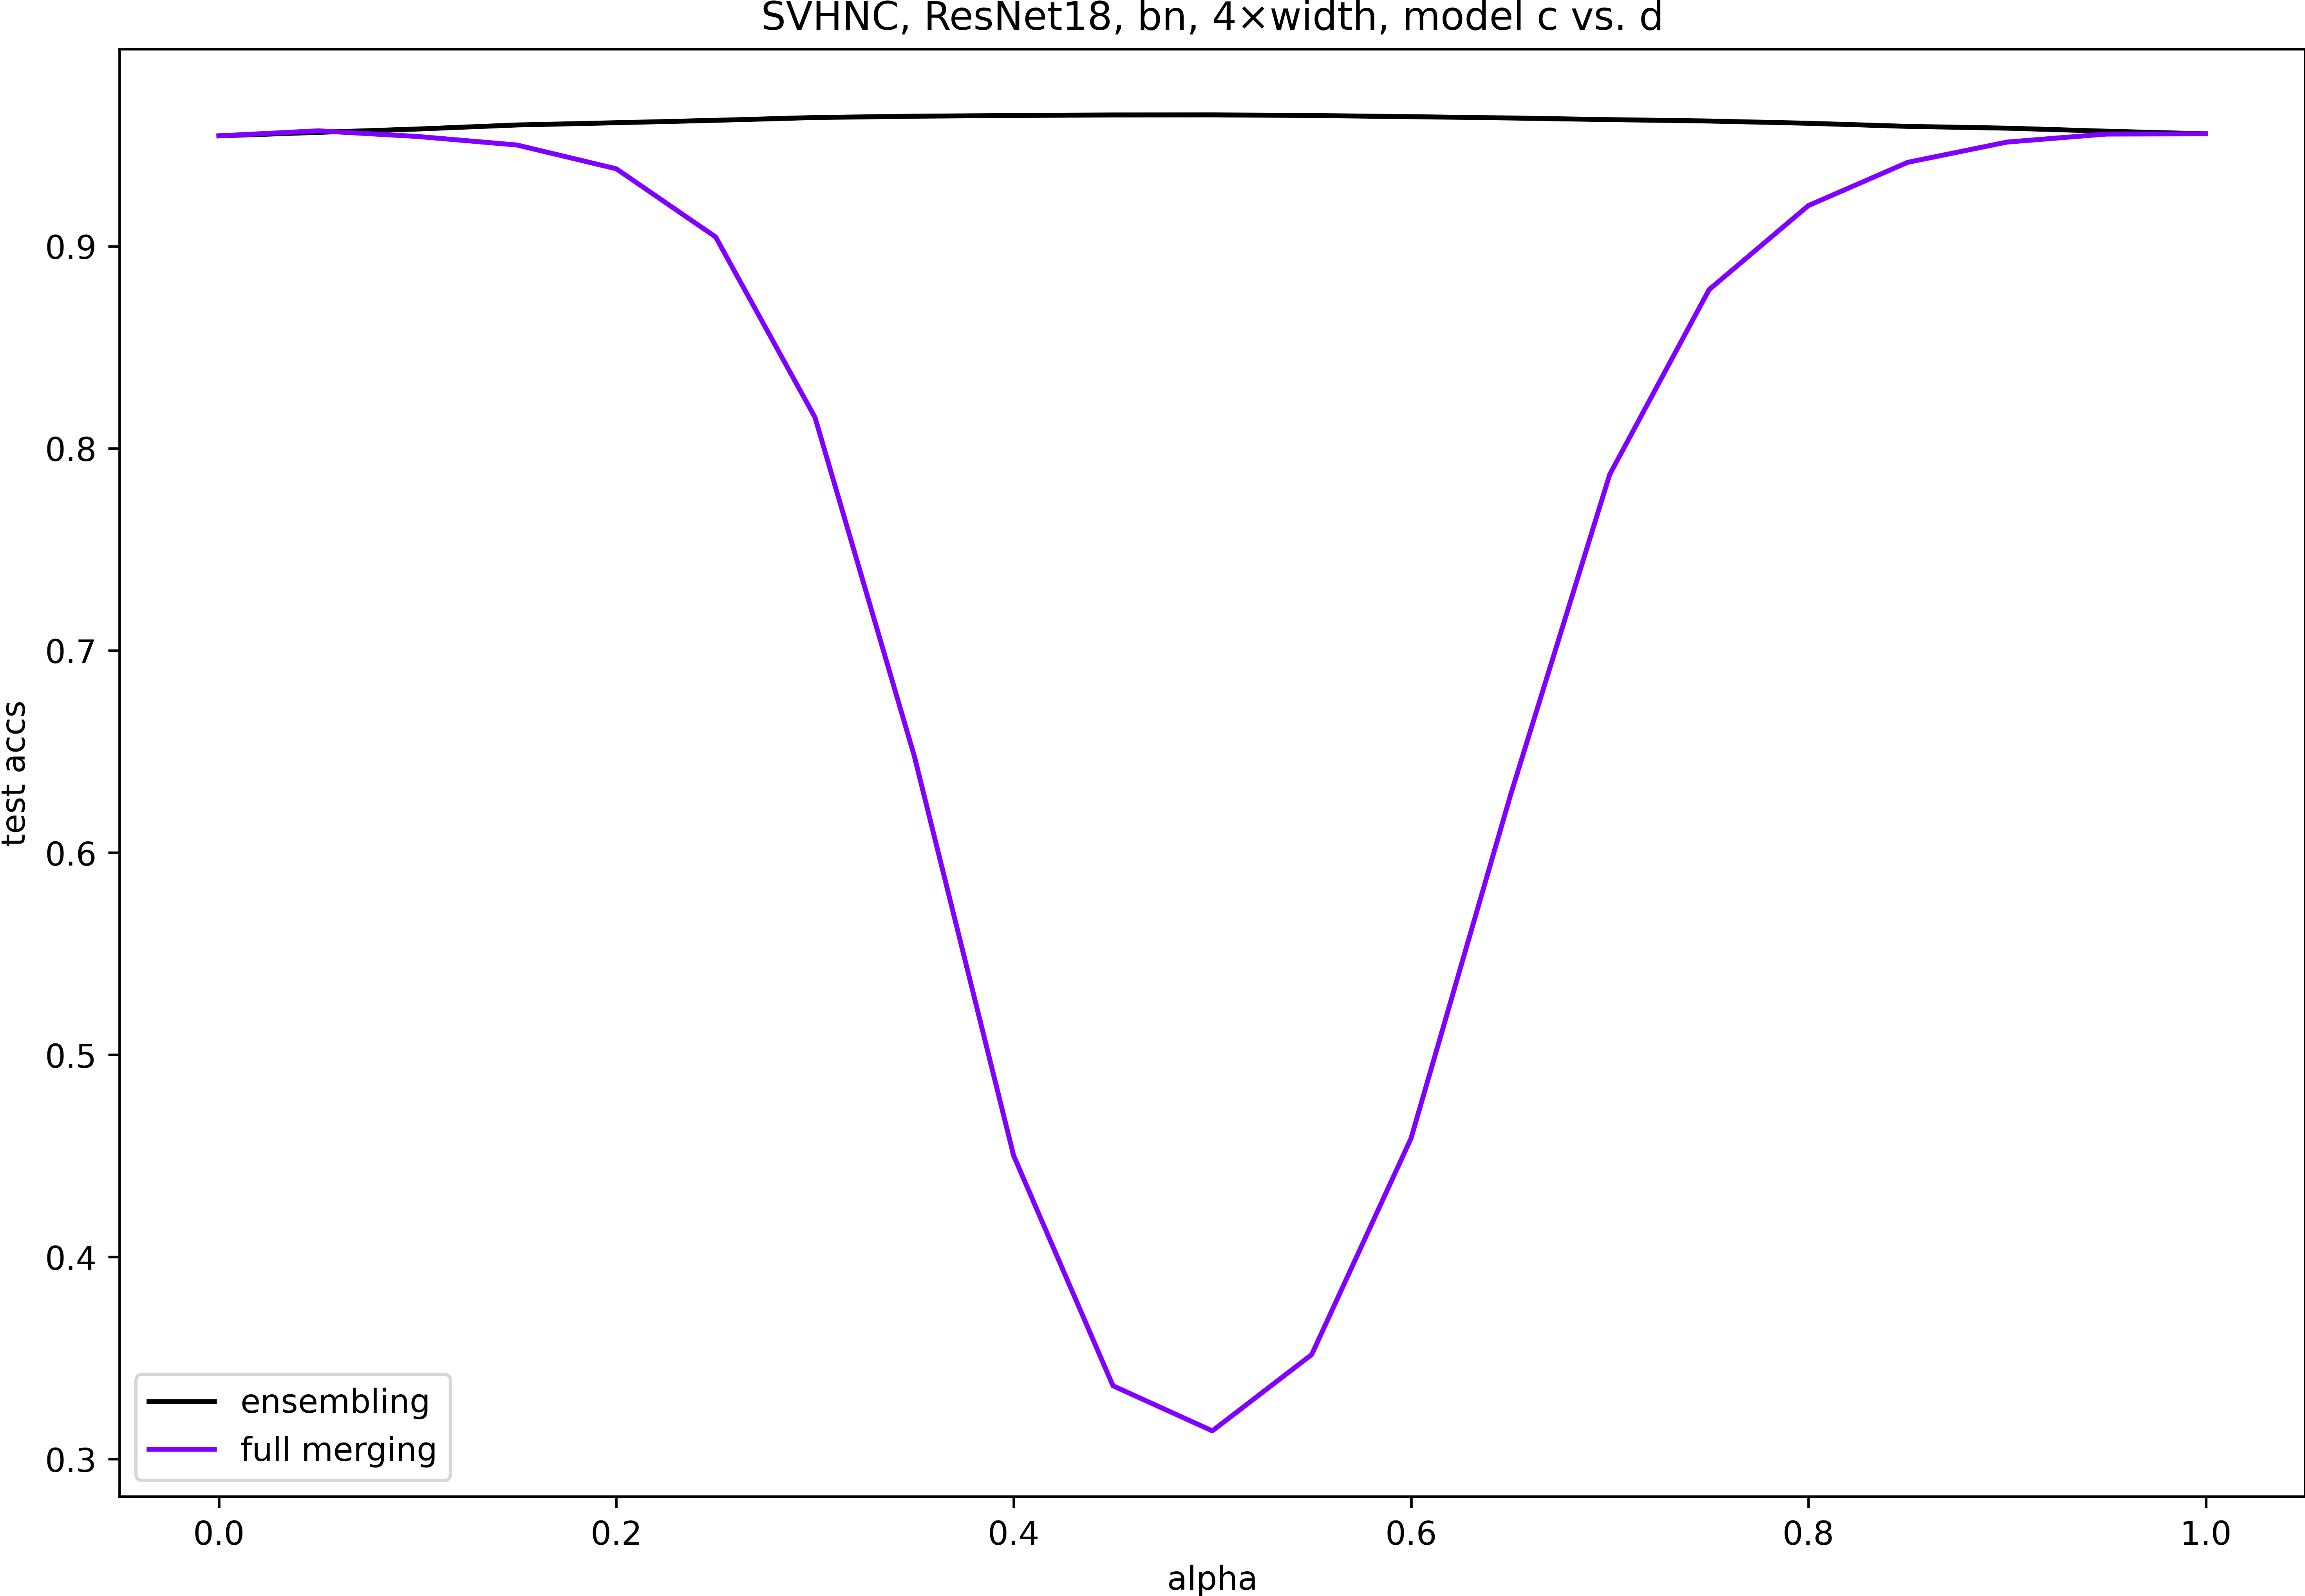 SVHNC, ResNet18, bn, 4×width, model c vs. d
test accs
0.9
0.8
0.7
0.6
0.5
0.4
0.3
ensembling
full merging
0.0 0.2 0.4 0.6 0.8 1.0
alpha